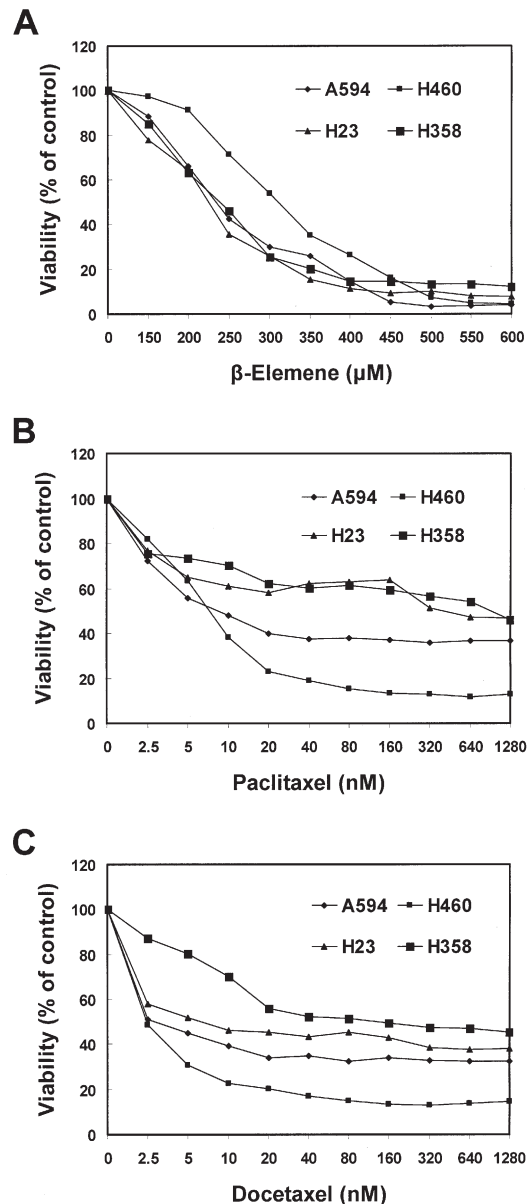 A
120
100
80
60
40
20
0
Viability (% of control)
A594 H460
H23 H358
0 150 200 250 300 350 400 450 500 550 600
β-Elemene (µM)
B
120
100
80
60
40
20
0
Viability (% of control)
A594 H460
H23 H358
0 2.5 5 10 20 40 80 160 320 640 1280
Paclitaxel (nM)
C
120
100
80
60
40
20
0
Viability (% of control)
A594 H460
H23 H358
0 2.5 5 10 20 40 80 160 320 640 1280
Docetaxel (nM)